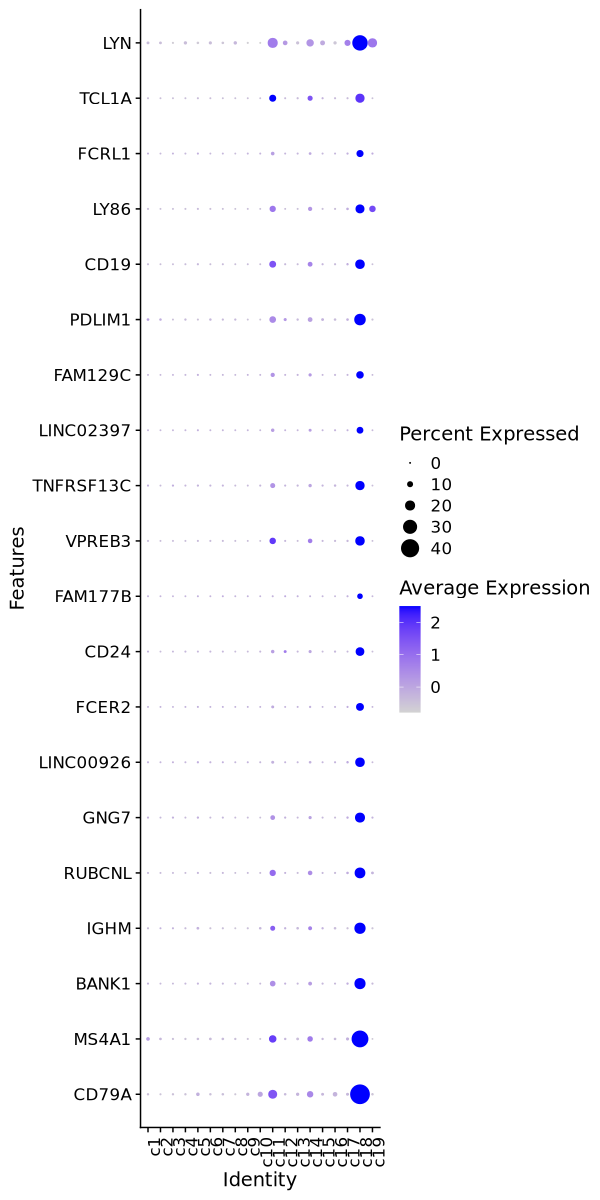 LYN
TCL1A
FCRL1
LY86
CD19
PDLIM1
FAM129C
LINC02397
TNFRSF13C
VPREB3
FAM177B
CD24
FCER2
LINC00926
GNG7
RUBCNL
IGHM
BANK1
MS4A1
CD79A
Features
c1
c2
c3
c4
c5
c6
c7
c8
c9
c10
c11
c12
c13
c14
c15
c16
c17
c18
c19
Identity
Percent Expressed
0
10
20
30
40
Average Expression
2
1
0